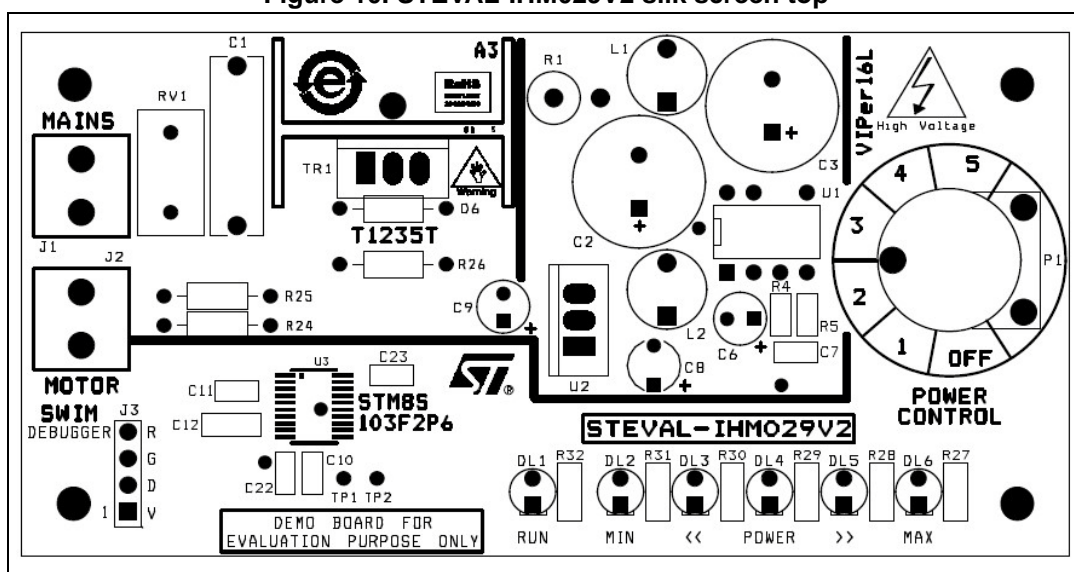 Figure 10. STEVAL-IHM029V2 silk screen top
C1
A3
RoHS
L1
R1
RV1
MAINS
VIPer16L
High Voltage
C3
TR1
Warning
U1
4
5
3
2
1
OFF
P1
D6
T1235T
C2
J1
J2
R26
R25
R24
C9
+
+
+
R4
R5
L2
C6
+
C7
C8
+
U2
POWER
CONTROL
MOTOR
U3
C23
ST®
C11
STM8S
103F2P6
C12
SWIM
J3
DEBUGGER
R
G
D
1
V
C22
C10
TP1
TP2
STEVAL-IHM029V2
DL1
R32
DL2
R31
DL3
R30
DL4
R29
DL5
R28
DL6
R27
DEMO BOARD FOR
EVALUATION PURPOSE ONLY
RUN
MIN
<<
POWER
>>
MAX